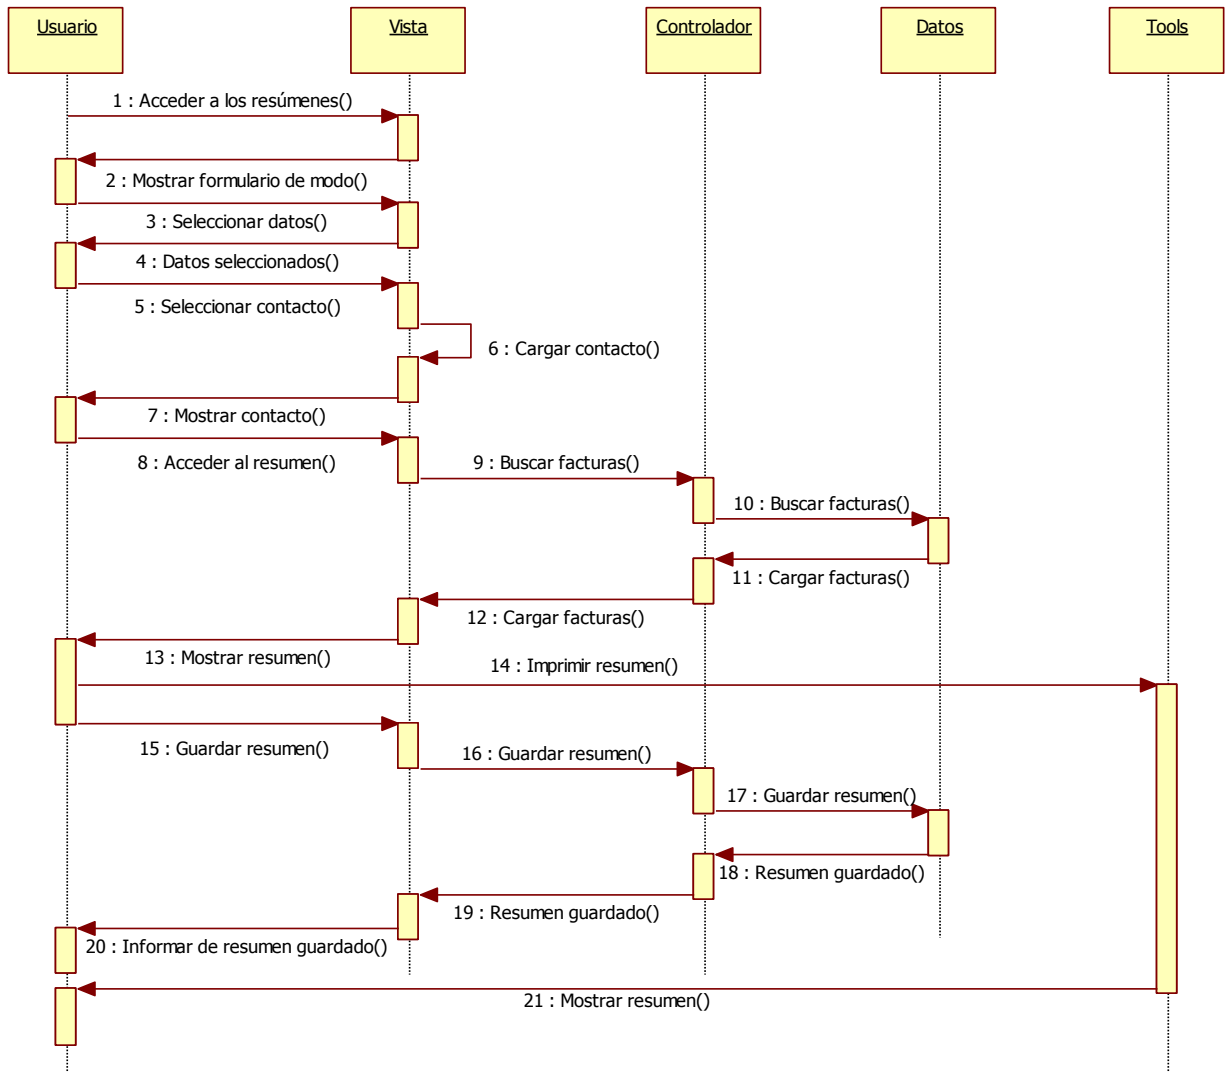 Usuario
Vista
Controlador
Datos
Tools
1 : Acceder a los resúmenes()
2 : Mostrar formulario de modo()
3 : Seleccionar datos()
4 : Datos seleccionados()
5 : Seleccionar contacto()
6 : Cargar contacto()
7 : Mostrar contacto()
8 : Acceder al resumen()
9 : Buscar facturas()
10 : Buscar facturas()
11 : Cargar facturas()
12 : Cargar facturas()
13 : Mostrar resumen()
14 : Imprimir resumen()
15 : Guardar resumen()
16 : Guardar resumen()
17 : Guardar resumen()
18 : Resumen guardado()
19 : Resumen guardado()
20 : Informar de resumen guardado()
21 : Mostrar resumen()